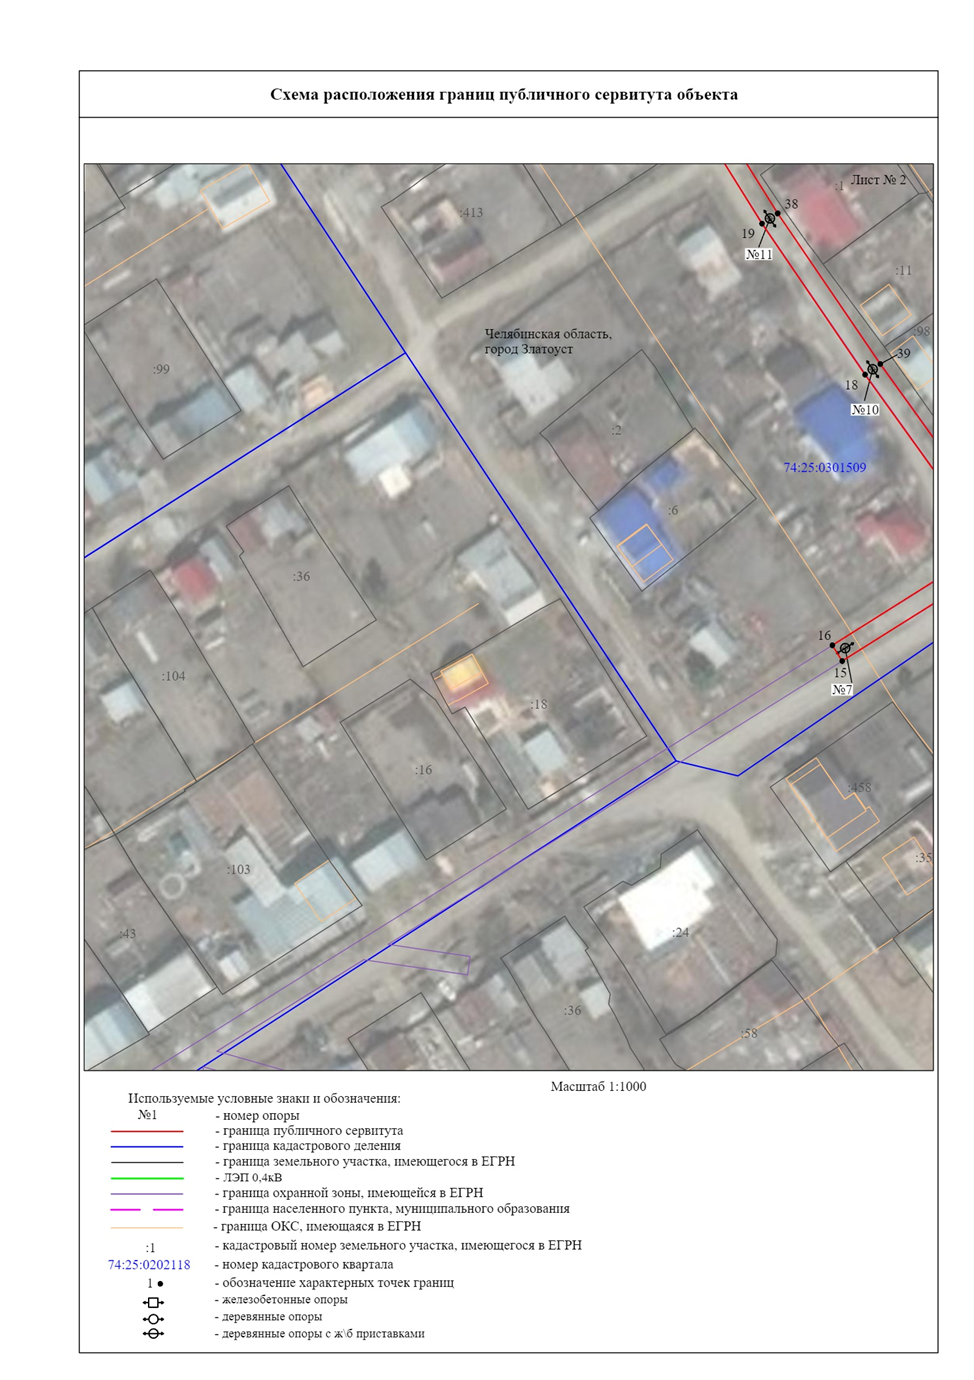 Схема расположения границ публичного сервитута объекта
Лист № 2
:1
38
:413
19
№11
:11
:98
Челябинская область,
город Златоуст
39
:99
18
№10
:2
74:25:0301509
:6
:36
16
15
:104
№7
:18
:16
:458
:35
:103
:43
:24
:36
:58
Масштаб 1:1000
Используемые условные знаки и обозначения:
№1 - номер опоры
- граница публичного сервитута
- граница кадастрового деления
- граница земельного участка, имеющегося в ЕГРН
- ЛЭП 0,4кВ
- граница охранной зоны, имеющейся в ЕГРН
- граница населенного пункта, муниципального образования
- граница ОКС, имеющаяся в ЕГРН
:1 - кадастровый номер земельного участка, имеющегося в ЕГРН
74:25:0202118 - номер кадастрового квартала
1 - обозначение характерных точек границ
- железобетонные опоры
- деревянные опоры
- деревянные опоры с ж\б приставками